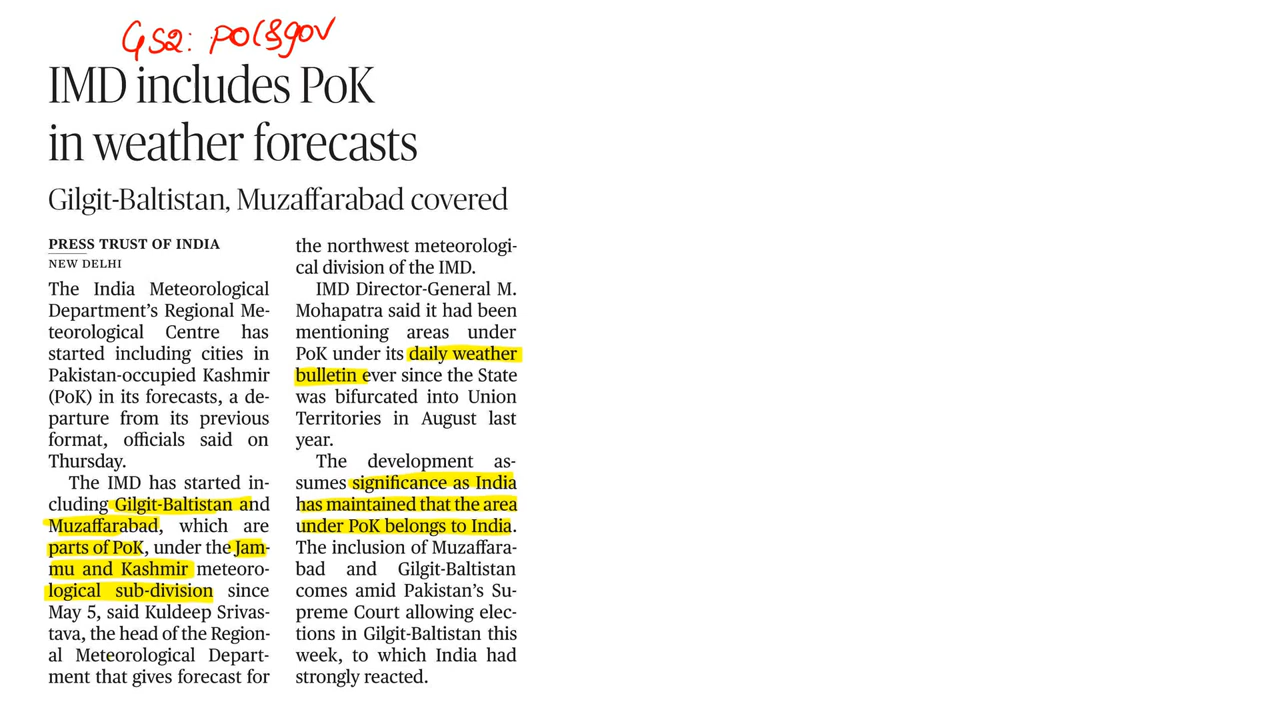 GS2: pol&gov
IMD includes PoK
in weather forecasts
Gilgit-Baltistan, Muzaffarabad covered
PRESS TRUST OF INDIA
NEW DELHI
The India Meteorological
Department's Regional Me-
teorological Centre has
started including cities in
Pakistan-occupied Kashmir
(PoK) in its forecasts, a de-
parture from its previous
format, officials said on
Thursday.
The IMD has started in-
cluding Gilgit-Baltistan and
Muzaffarabad, which are
parts of PoK, under the Jam-
mu and Kashmir meteoro-
logical sub-division since
May 5, said Kuldeep Srivas-
tava, the head of the Region-
al Meteorological Depart-
ment that gives forecast for
the northwest meteorologi-
cal division of the IMD.
IMD Director-General M.
Mohapatra said it had been
mentioning areas under
PoK under its daily weather
bulletin ever since the State
was bifurcated into Union
Territories in August last
year.
The development as-
sumes significance as India
has maintained that the area
under PoK belongs to India.
The inclusion of Muzaffara-
bad and Gilgit-Baltistan
comes amid Pakistan's Su-
preme Court allowing elec-
tions in Gilgit-Baltistan this
week, to which India had
strongly reacted.